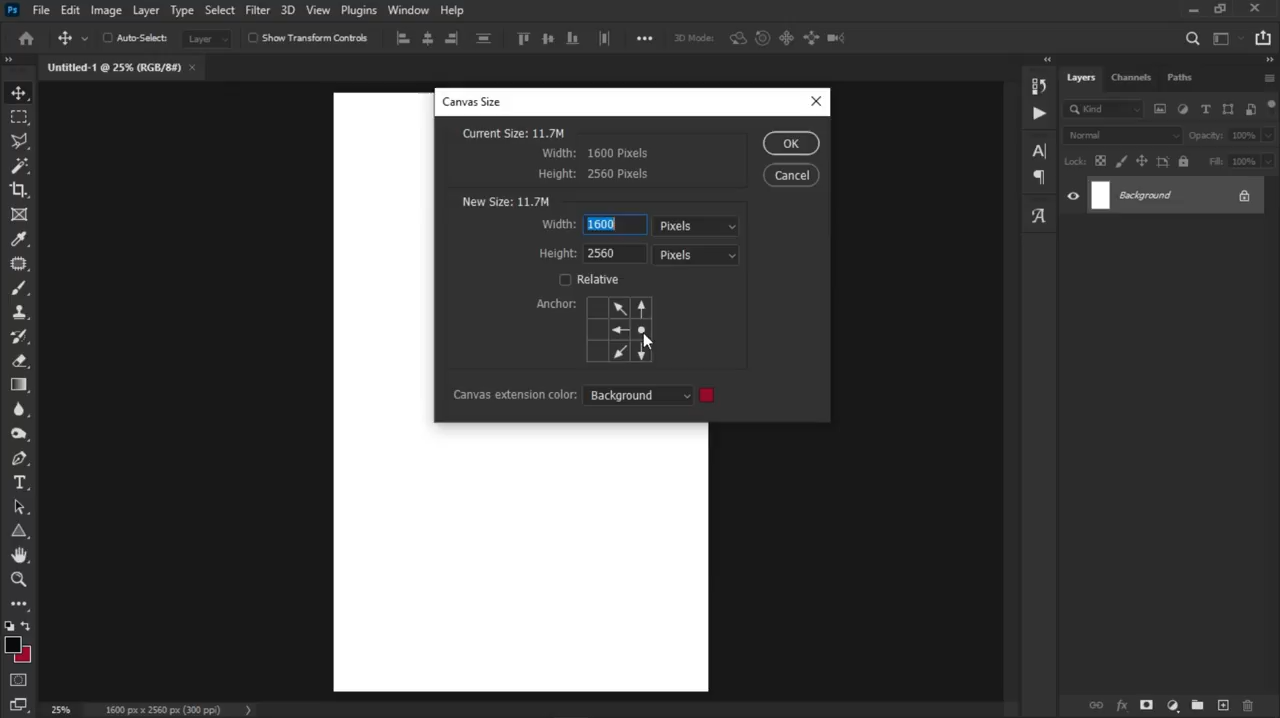 Ps File Edit Image Layer Type Select Filter 3D View Plugins Window Help
Auto-Select: Layer Show Transform Controls 3D Mode:
Untitled-1 @ 25% (RGB/8#)
Canvas Size
Current Size: 11.7M
Width: 1600 Pixels
Height: 2560 Pixels
OK
Cancel
New Size: 11.7M
Width: 1600 Pixels
Height: 2560 Pixels
Relative
Anchor:
Canvas extension color: Background
Layers Channels Paths
Kind
Normal Opacity: 100%
Lock: Fill: 100%
Background
25% 1600 px x 2560 px (300 ppi)